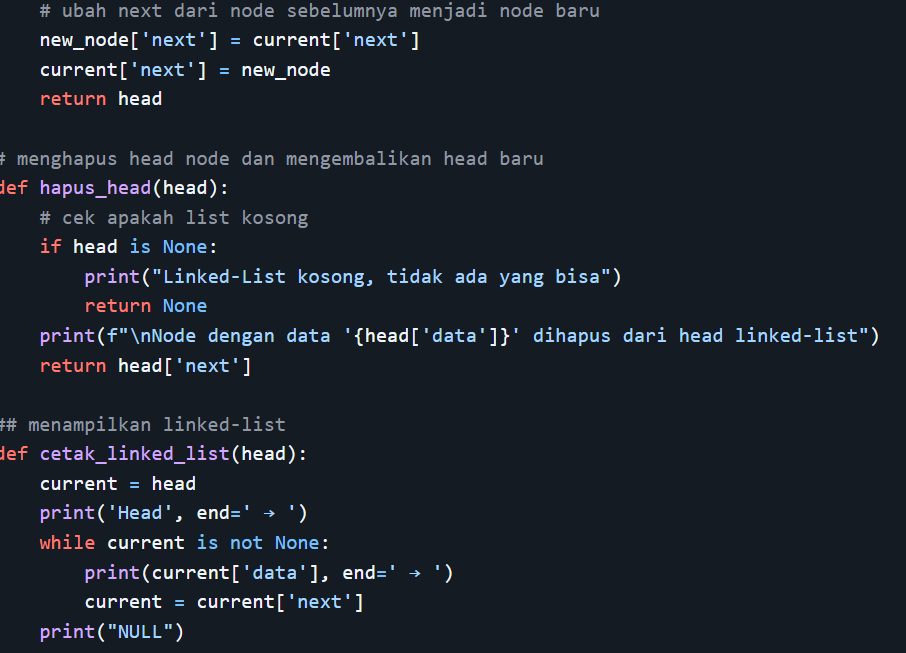 # ubah next dari node sebelumnya menjadi node baru
    new_node['next'] = current['next']
    current['next'] = new_node
    return head

# menghapus head node dan mengembalikan head baru
def hapus_head(head):
    # cek apakah list kosong
    if head is None:
        print("Linked-List kosong, tidak ada yang bisa")
        return None
    print(f"\nNode dengan data '{head['data']}' dihapus dari head linked-list")
    return head['next']

## menampilkan linked-list
def cetak_linked_list(head):
    current = head
    print('Head', end=' → ')
    while current is not None:
        print(current['data'], end=' → ')
        current = current['next']
    print("NULL")